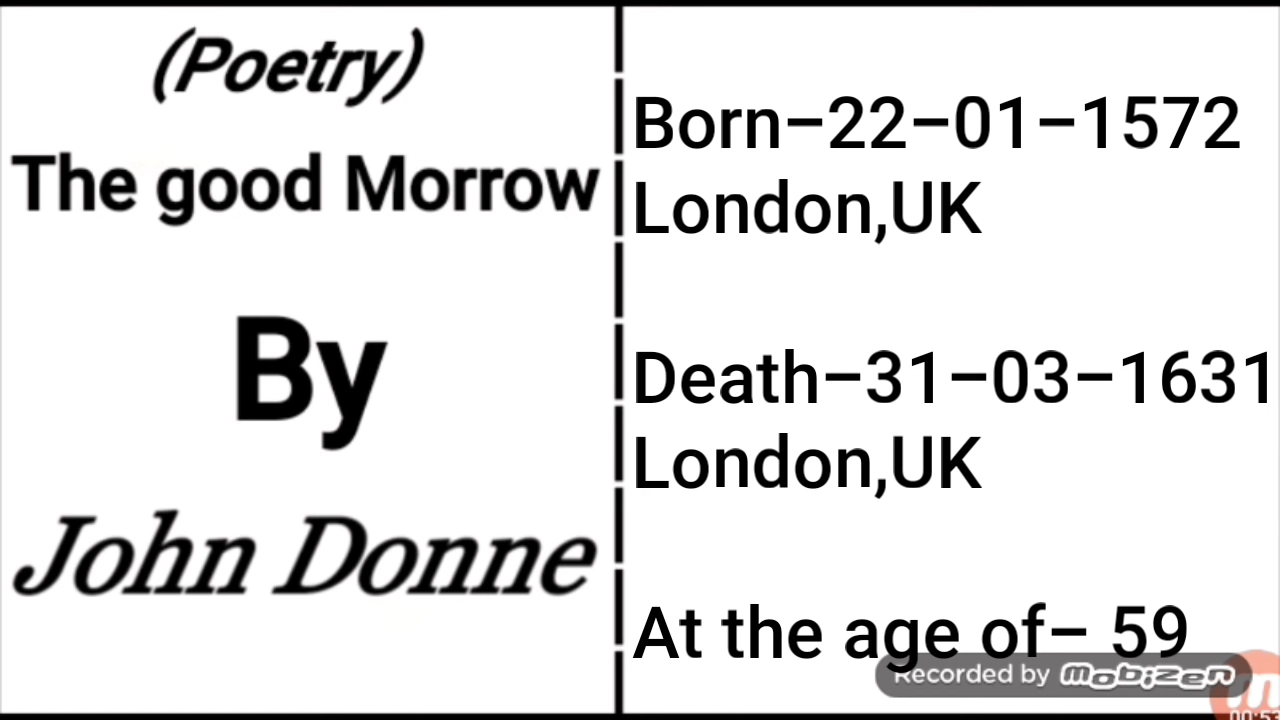 (Poetry)
The good Morrow
By
John Donne
Born–22–01–1572
London,UK
Death–31–03–1631
London,UK
At the age of– 59
Recorded by Mobizen